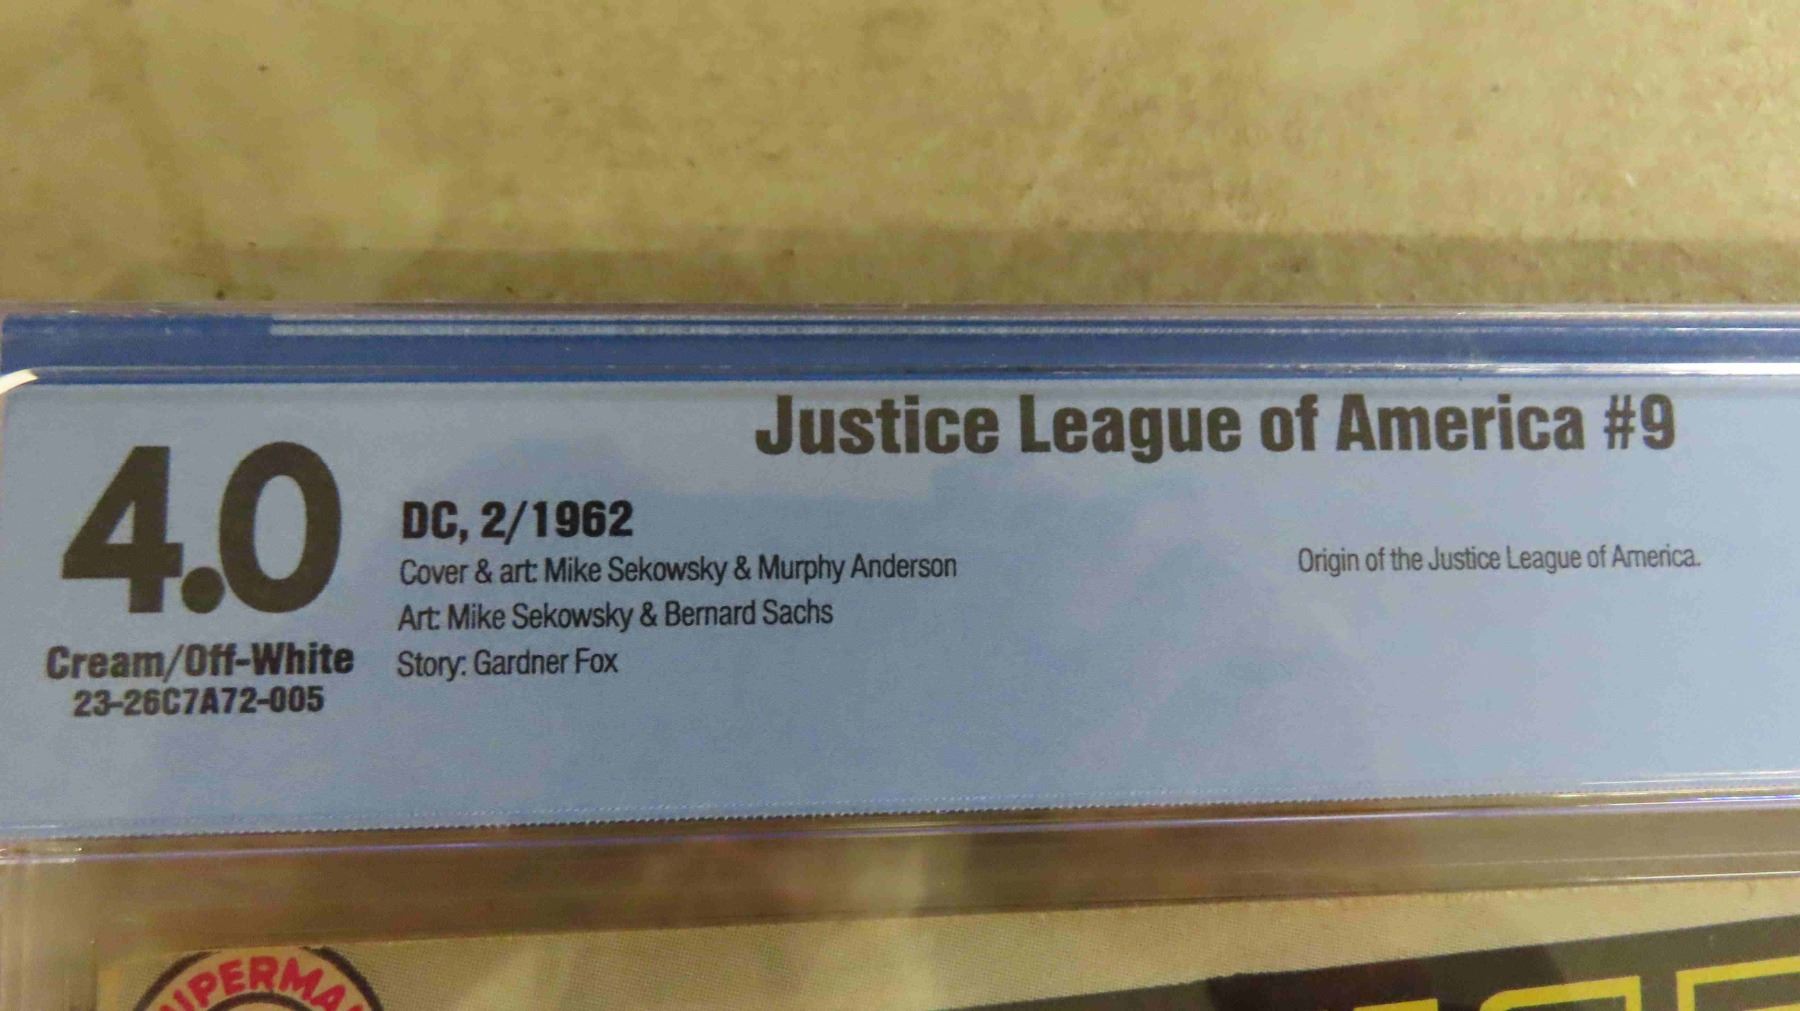 Justice League of America #9
4.0
DC, 2/1962
Cover & art: Mike Sekowsky & Murphy Anderson
Origin of the Justice League of America.
Art: Mike Sekowsky & Bernard Sachs
Cream/Off-White
Story: Gardner Fox
23-26C7A72-005